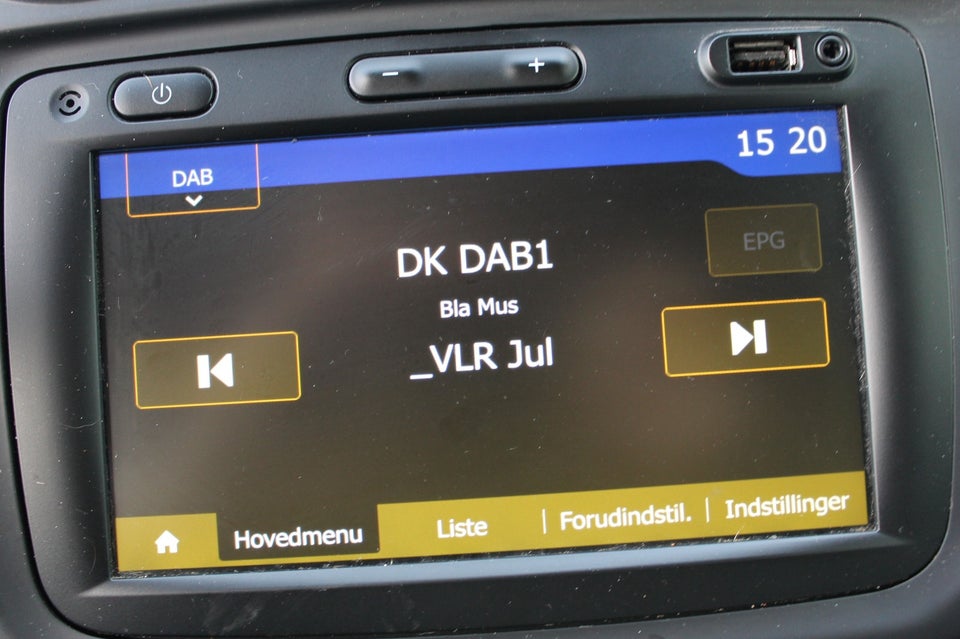 − +
15 20
DAB
DK DAB1
EPG
Bla Mus
_VLR Jul
Hovedmenu
Liste
Forudindstil.
Indstillinger